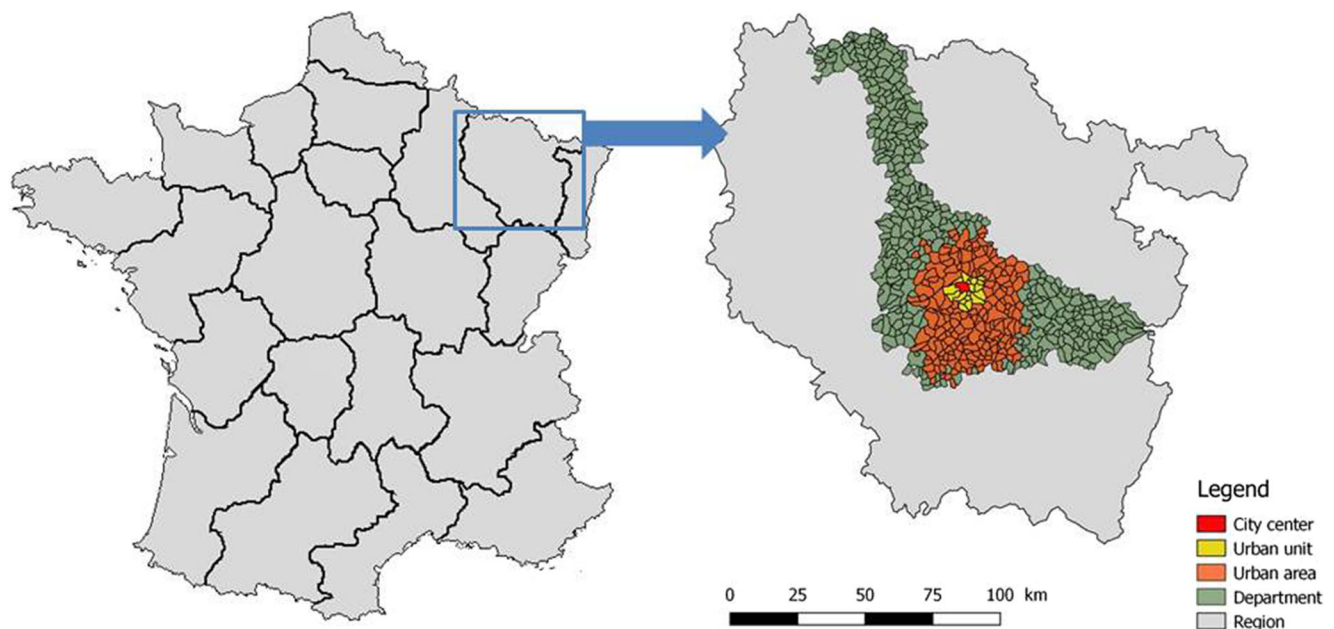 Legend
City center
Urban unit
Urban area
Department
Region
0 25 50 75 100 km